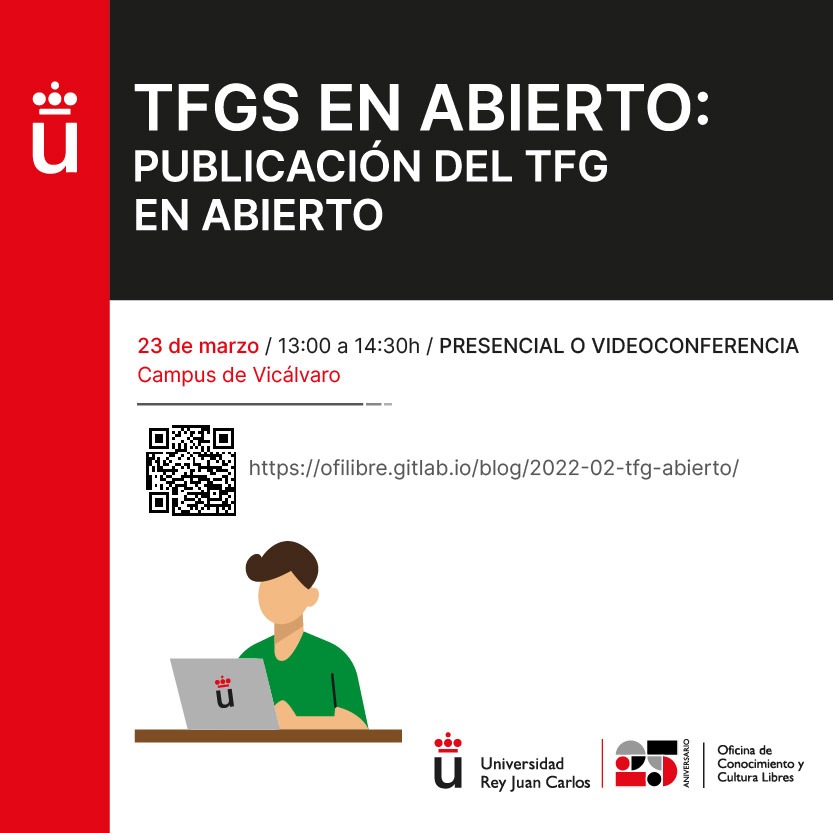 ü
TFGS EN ABIERTO:
PUBLICACIÓN DEL TFG
EN ABIERTO
23 de marzo / 13:00 a 14:30h / PRESENCIAL O VIDEOCONFERENCIA
Campus de Vicálvaro
https://ofilibre.gitlab.io/blog/2022-02-tfg-abierto/
u
u
Universidad
Rey Juan Carlos
25
ANIVERSARIO
Oficina de
Conocimiento y
Cultura Libres